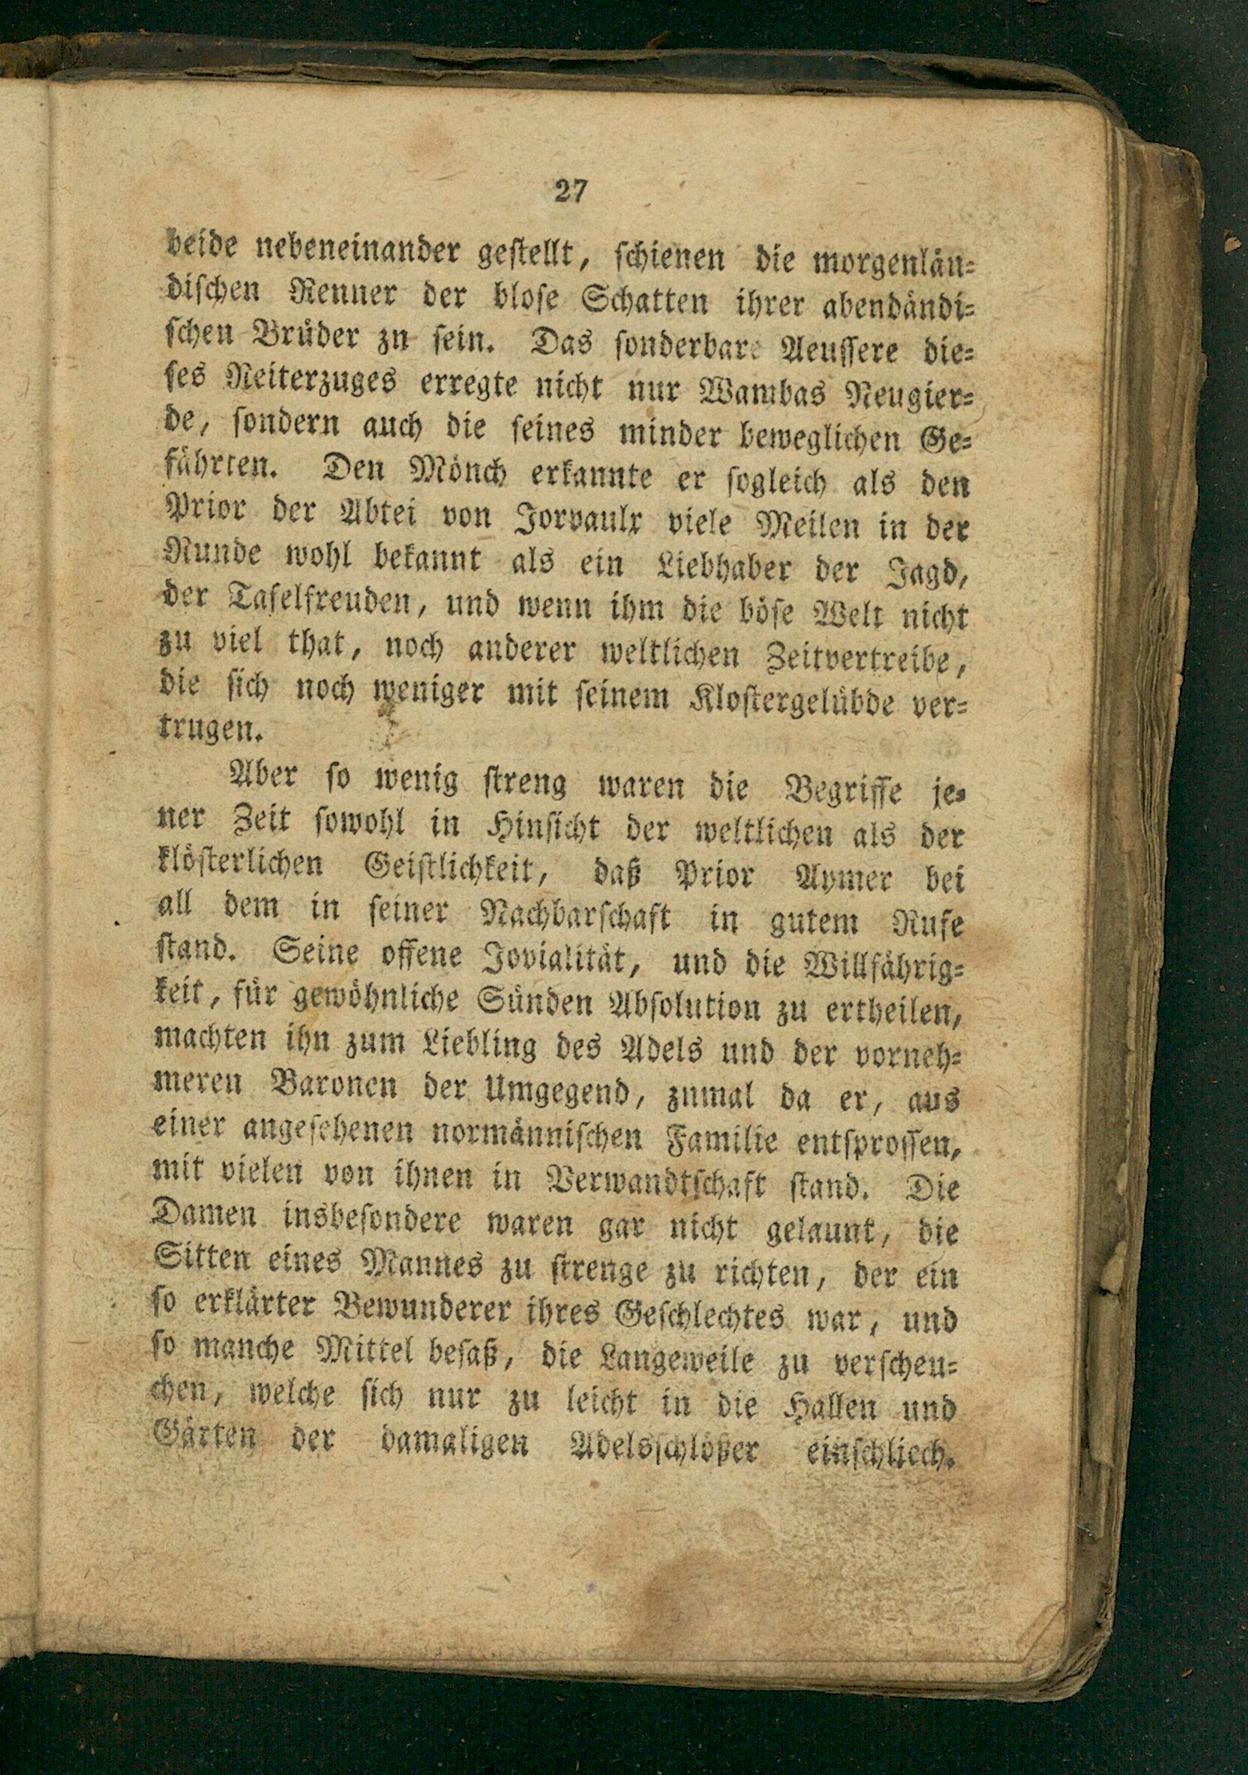 27
beide nebeneinander gestellt, schienen die morgenlän-
dischen Renner der blose Schatten ihrer abendändi-
schen Brüder zu sein. Das sonderbare Aeussere die-
ses Reiterzuges erregte nicht nur Wambas Neugier-
de, sondern auch die seines minder beweglichen Ge-
fährten. Den Mönch erkannte er sogleich als den
Prior der Abtei von Jorvaulx viele Meilen in der
Runde wohl bekannt als ein Liebhaber der Jagd,
der Tafelfreuden, und wenn ihm die böse Welt nicht
zu viel that, noch anderer weltlichen Zeitvertreibe,
die sich noch weniger mit seinem Klostergelübde ver-
trugen.
Aber so wenig streng waren die Begriffe je-
ner Zeit sowohl in Hinsicht der weltlichen als der
klösterlichen Geistlichkeit, daß Prior Aymer bei
all dem in seiner Nachbarschaft in gutem Rufe
stand. Seine offene Jovialität, und die Willfährig-
keit, für gewöhnliche Sünden Absolution zu ertheilen,
machten ihn zum Liebling des Adels und der vorneh-
meren Baronen der Umgegend, zumal da er, aus
einer angesehenen normännischen Familie entsprossen,
mit vielen von ihnen in Verwandtschaft stand. Die
Damen insbesondere waren gar nicht gelaunt, die
Sitten eines Mannes zu strenge zu richten, der ein
so erklärter Bewunderer ihres Geschlechtes war, und
so manche Mittel besaß, die Langeweile zu verscheu-
chen, welche sich nur zu leicht in die Hallen und
Gärten der damaligen Adelsschlößer einschliech.